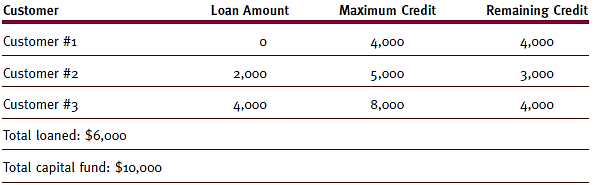 Customer Loan Amount Maximum Credit Remaining Credit
Customer #1 0 4,000 4,000
Customer #2 2,000 5,000 3,000
Customer #3 4,000 8,000 4,000
Total loaned: $6,000
Total capital fund: $10,000